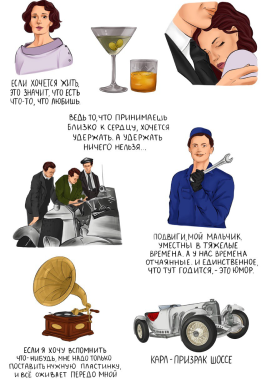 ЕСЛИ ХОЧЕТСЯ ЖИТЬ,
ЭТО ЗНАЧИТ, ЧТО ЕСТЬ
ЧТО-ТО, ЧТО ЛЮБИШЬ
ВЕДЬ ТО, ЧТО ПРИНИМАЕШЬ
БЛИЗКО К СЕРДЦУ, ХОЧЕТСЯ
УДЕРЖАТЬ. А УДЕРЖАТЬ
НИЧЕГО НЕЛЬЗЯ...
ПОДВИГИ, МОЙ МАЛЬЧИК,
УМЕСТНЫ В ТЯЖЕЛЫЕ
ВРЕМЕНА. А У НАС ВРЕМЕНА
ОТЧАЯННЫЕ. И ЕДИНСТВЕННОЕ,
ЧТО ТУТ ГОДИТСЯ, - ЭТО ЮМОР.
ЕСЛИ Я ХОЧУ ВСПОМНИТЬ
ЧТО-НИБУДЬ, МНЕ НАДО ТОЛЬКО
ПОСТАВИТЬ НУЖНУЮ ПЛАСТИНКУ,
И ВСЁ ОЖИВАЕТ ПЕРЕДО МНОЙ
КАРЛ - ПРИЗРАК ШОССЕ